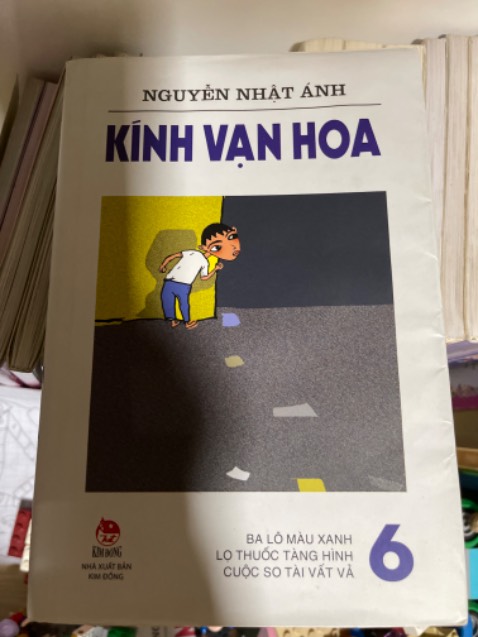 NGUYỄN NHẬT ÁNH
KÍNH VẠN HOA
BA LÔ MÀU XANH
LỌ THUỐC TÀNG HÌNH
CUỘC SO TÀI VẤT VẢ
6
KIM ĐỒNG
NHÀ XUẤT BẢN
KIM ĐỒNG